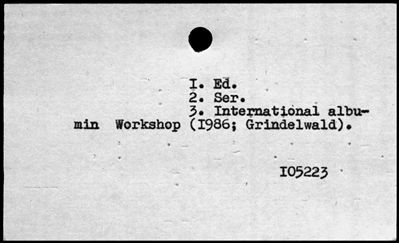 I. Ed.
2. Ser.
3. International albu-
min Workshop (I986; Grindelwald).
I05223